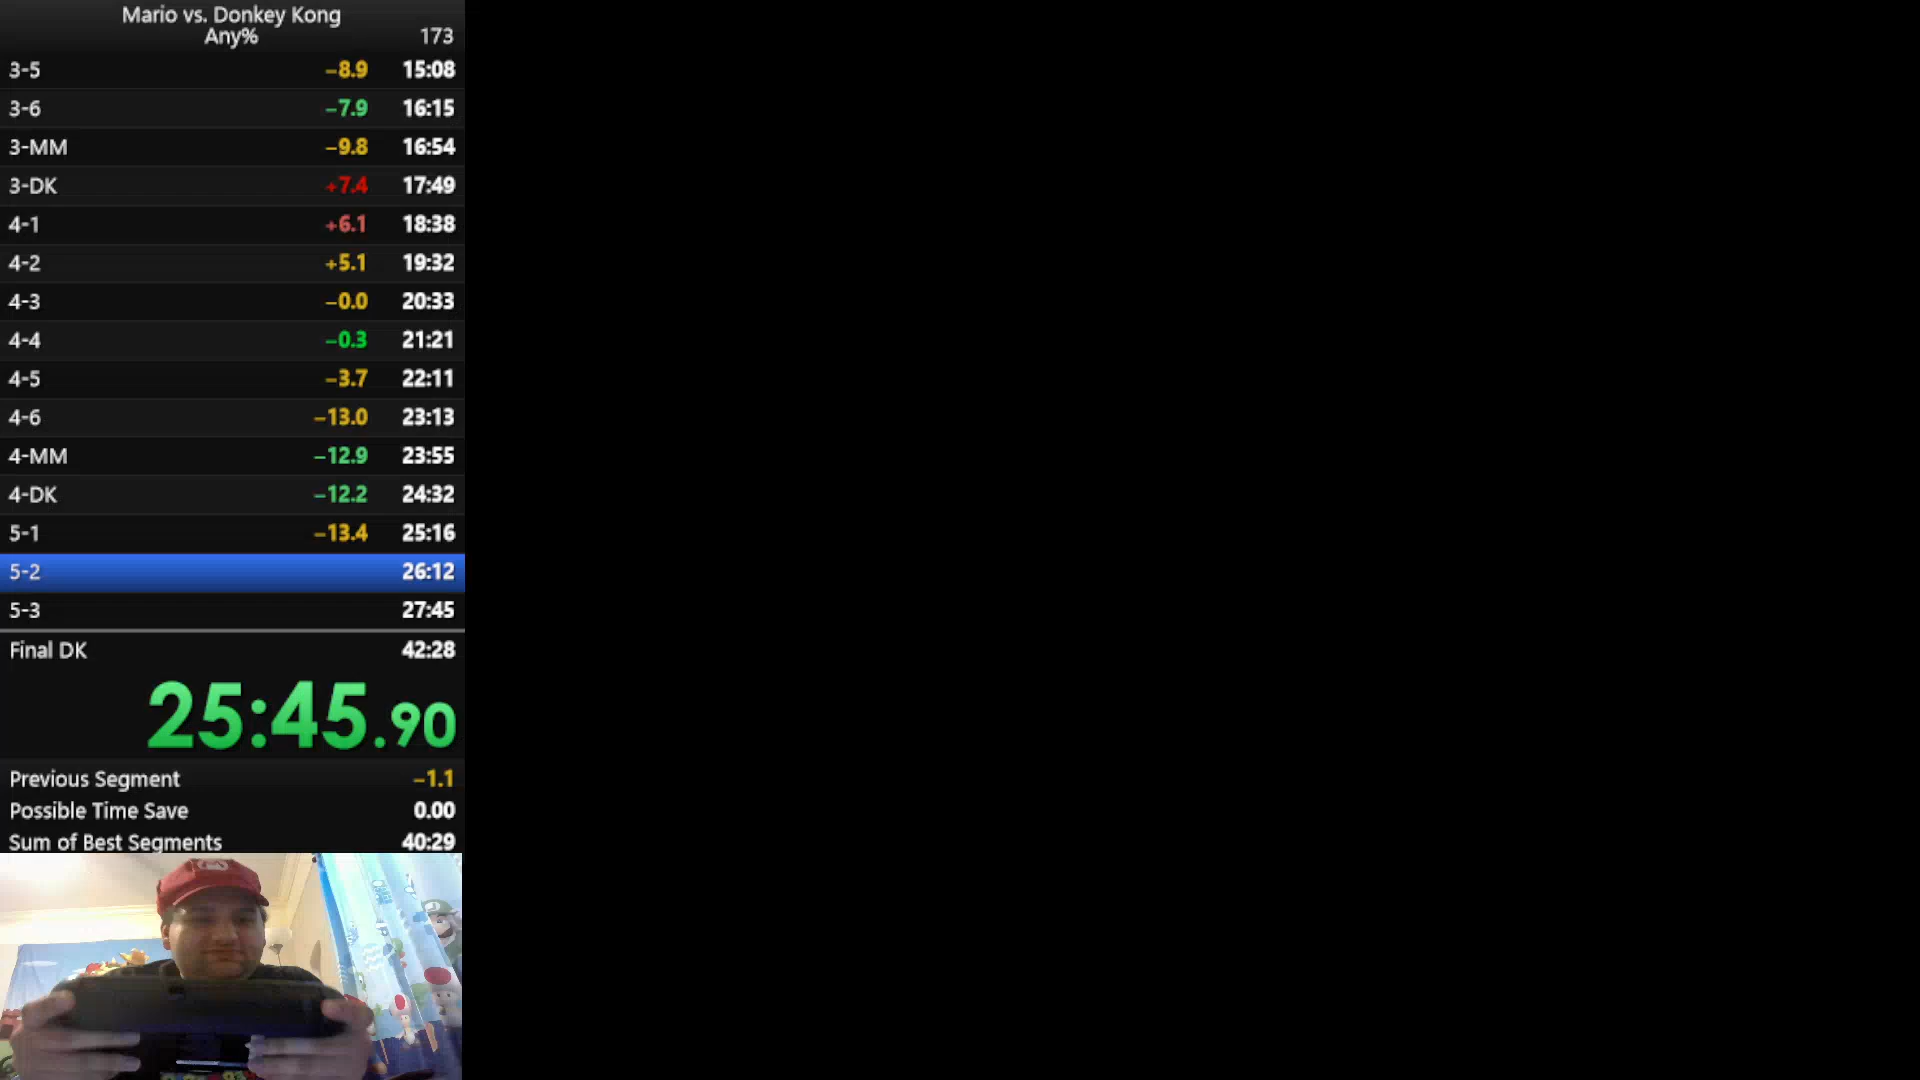 Mario vs. Donkey Kong
Any% 173
3-5 −8.9 15:08
3-6 −7.9 16:15
3-MM −9.8 16:54
3-DK +7.4 17:49
4-1 +6.1 18:38
4-2 +5.1 19:32
4-3 −0.0 20:33
4-4 −0.3 21:21
4-5 −3.7 22:11
4-6 −13.0 23:13
4-MM −12.9 23:55
4-DK −12.2 24:32
5-1 −13.4 25:16
5-2 26:12
5-3 27:45
Final DK 42:28
25:45.90
Previous Segment −1.1
Possible Time Save 0.00
Sum of Best Segments 40:29